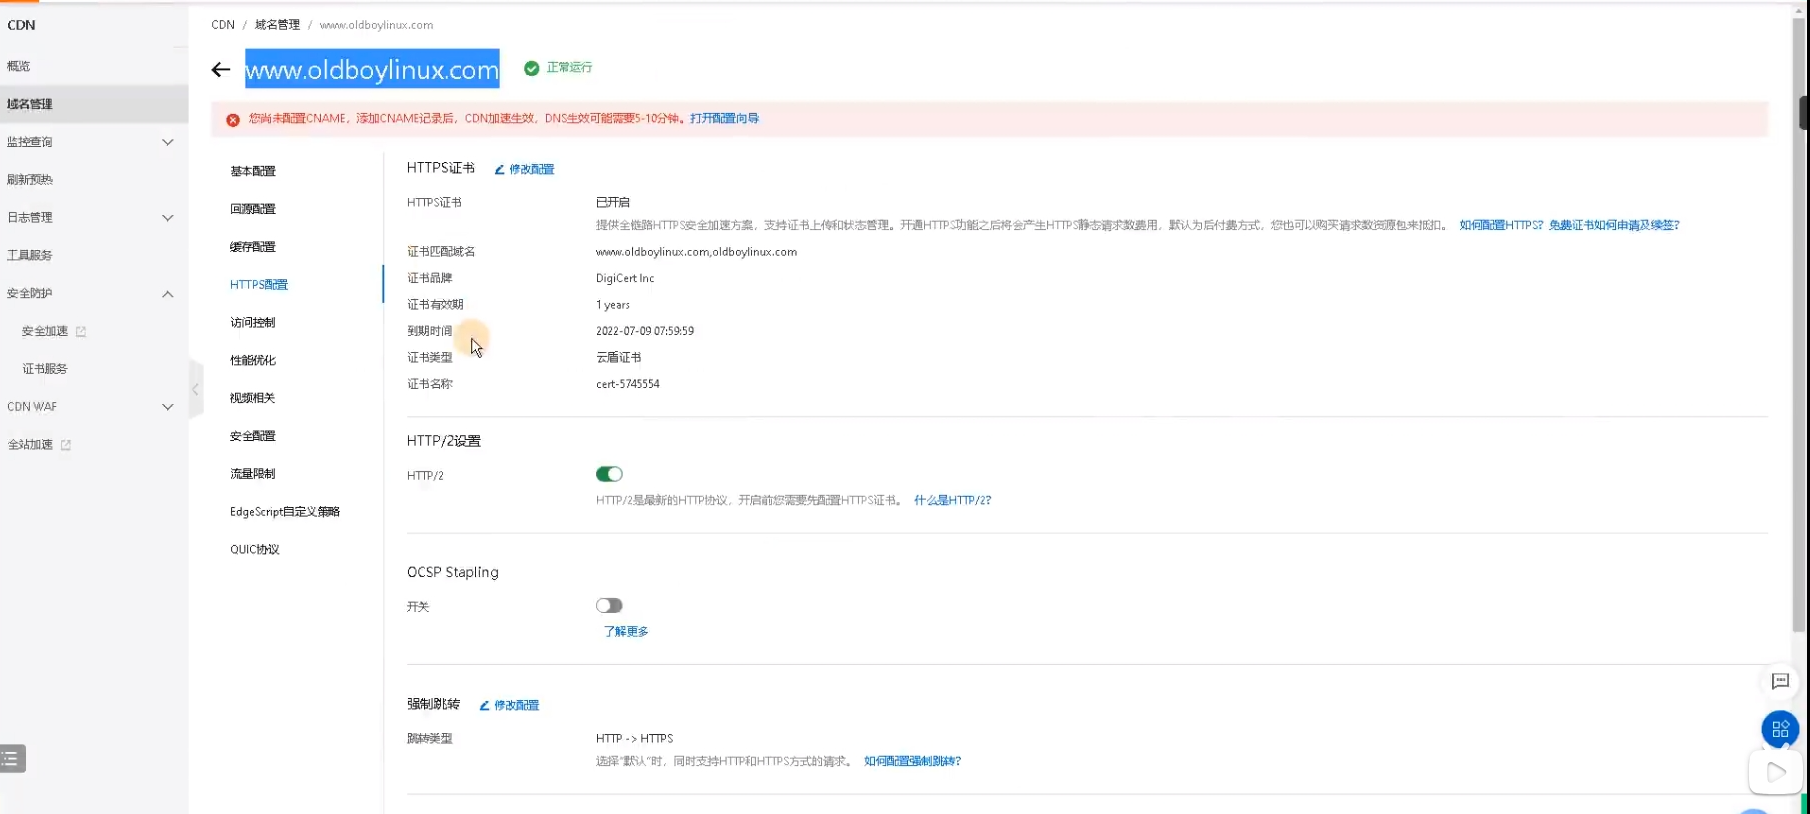 CDN
概览
域名管理
监控查询
刷新预热
日志管理
工具服务
安全防护
安全加速
证书服务
CDN WAF
全站加速
CDN / 域名管理 / www.oldboylinux.com
www.oldboylinux.com 正常运行
您尚未配置CNAME，添加CNAME记录后，CDN加速生效，DNS生效可能需要5-10分钟。打开配置向导
基本配置
回源配置
缓存配置
HTTPS配置
访问控制
性能优化
视频相关
安全配置
流量限制
EdgeScript自定义策略
QUIC协议
HTTPS证书 修改配置
HTTPS证书 已开启
提供全链路HTTPS安全加速方案，支持证书上传和状态管理。开通HTTPS功能之后将会产生HTTPS静态请求数费用，默认为后付费方式，您也可以购买请求数资源包来抵扣。 如何配置HTTPS? 免费证书如何申请及续签?
证书匹配域名 www.oldboylinux.com,oldboylinux.com
证书品牌 DigiCert Inc
证书有效期 1 years
到期时间 2022-07-09 07:59:59
证书类型 云盾证书
证书名称 cert-5745554
HTTP/2设置
HTTP/2
HTTP/2是最新的HTTP协议，开启前您需要先配置HTTPS证书。 什么是HTTP/2?
OCSP Stapling
开关
了解更多
强制跳转 修改配置
跳转类型 HTTP -> HTTPS
选择“默认”时，同时支持HTTP和HTTPS方式的请求。 如何配置强制跳转?